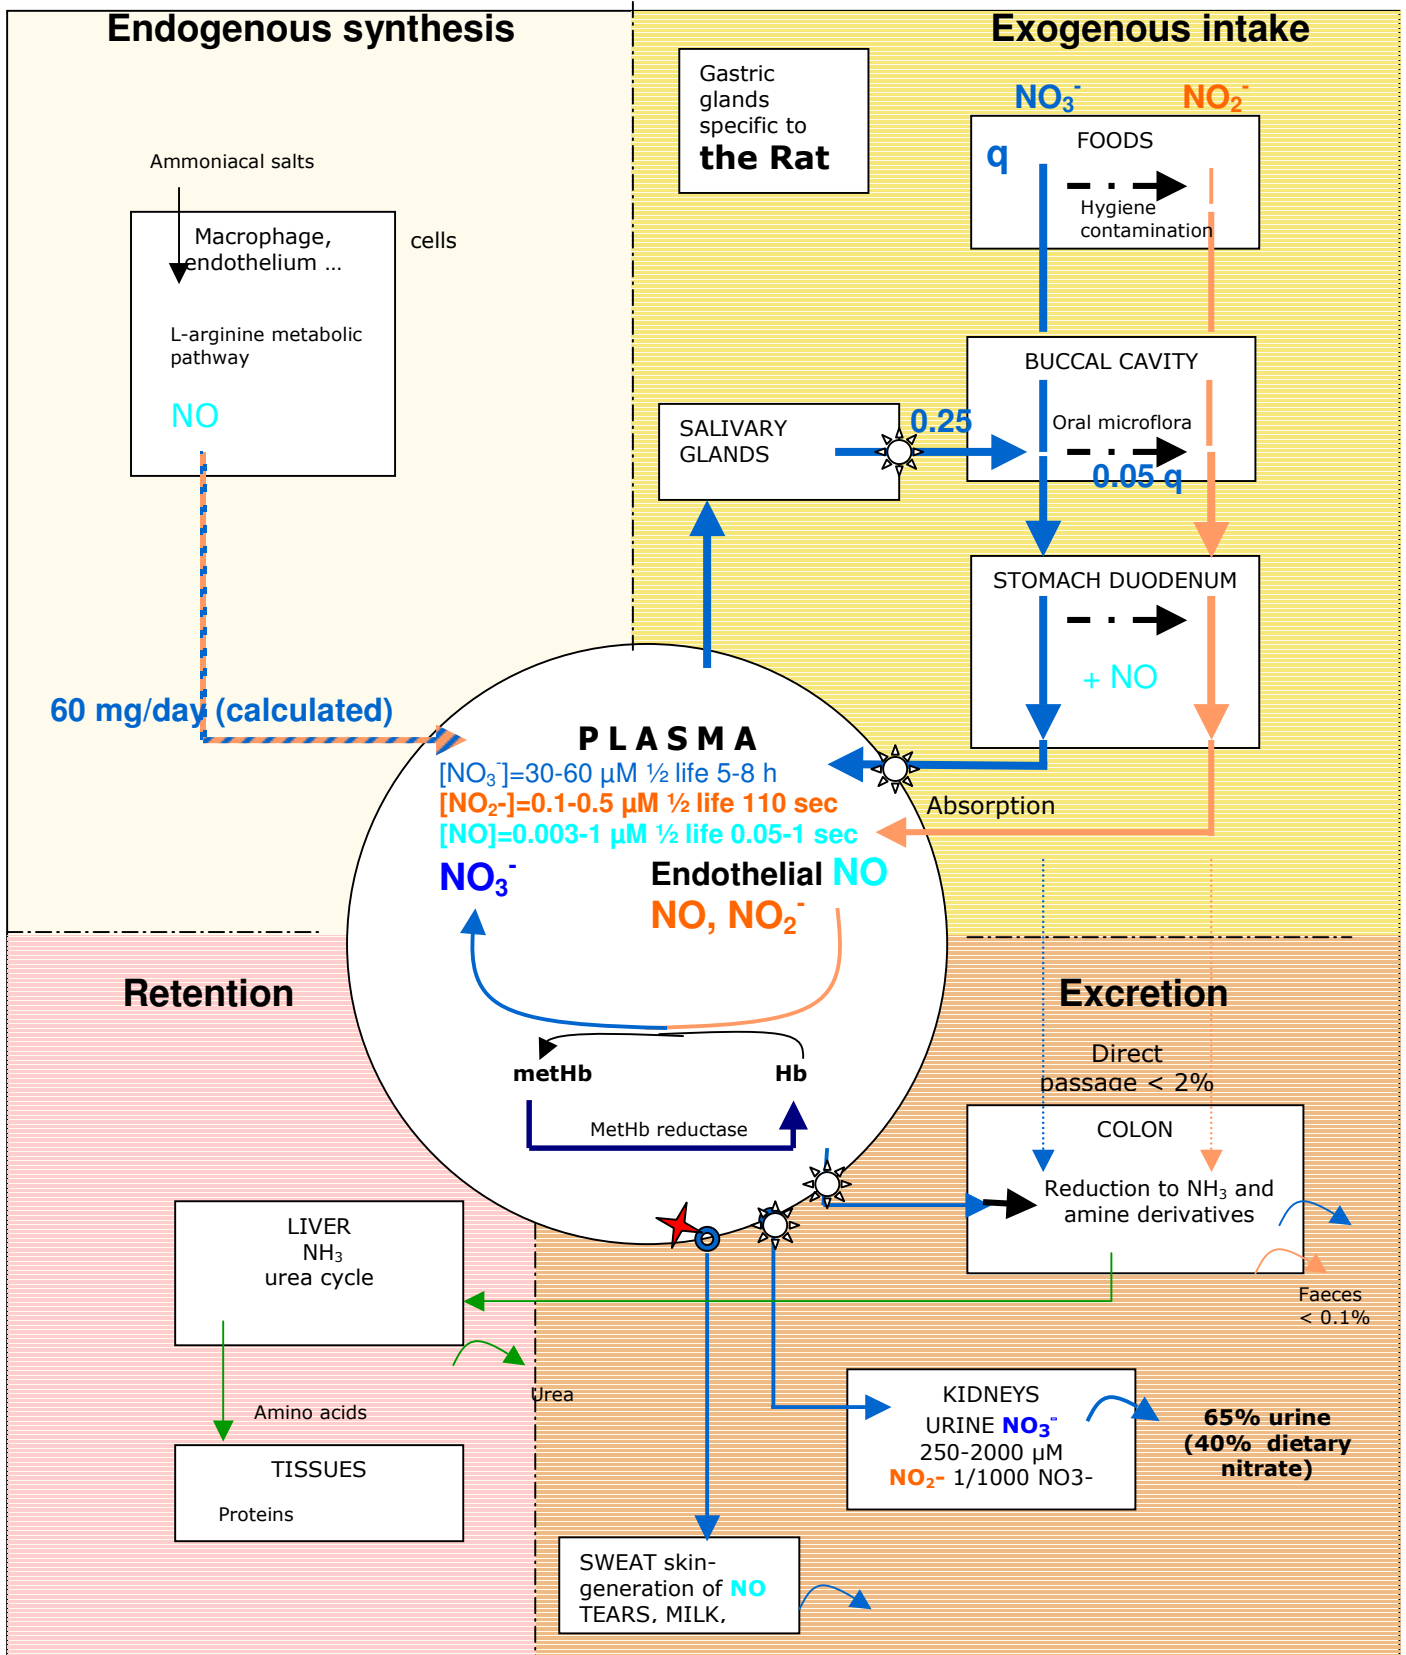 Endogenous synthesis
Exogenous intake
Gastric
glands
specific to
the Rat
NO₃⁻
NO₂⁻
FOODS
q
Hygiene
contamination
Ammoniacal salts
Macrophage,
endothelium ...
cells
L-arginine metabolic
pathway
NO
BUCCAL CAVITY
Oral microflora
0.05 q
SALIVARY
GLANDS
0.25
STOMACH DUODENUM
+ NO
60 mg/day (calculated)
PLASMA
[NO₃⁻]=30-60 µM ½ life 5-8 h
[NO₂-]=0.1-0.5 µM ½ life 110 sec
[NO]=0.003-1 µM ½ life 0.05-1 sec
Absorption
NO₃⁻
Endothelial NO
NO, NO₂⁻
metHb
Hb
MetHb reductase
Retention
Excretion
Direct
passage < 2%
COLON
Reduction to NH₃ and
amine derivatives
Faeces
< 0.1%
LIVER
NH₃
urea cycle
Urea
Amino acids
TISSUES
Proteins
KIDNEYS
URINE NO₃⁻
250-2000 µM
NO₂- 1/1000 NO3-
65% urine
(40% dietary
nitrate)
SWEAT skin-
generation of NO
TEARS, MILK,